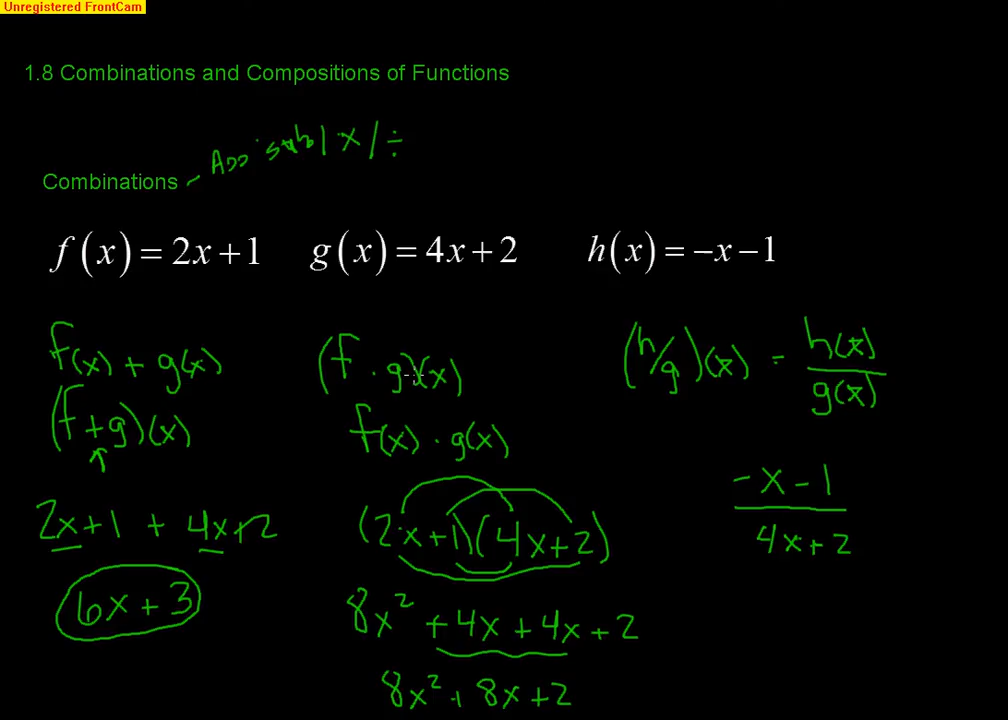 Unregistered FrontCam
1.8 Combinations and Compositions of Functions
Combinations - ADD sub / × / ÷
f(x) = 2x + 1
g(x) = 4x + 2
h(x) = −x − 1
f(x) + g(x)
(f + g)(x)
2x + 1 + 4x + 2
6x + 3
(f · g)(x)
f(x) · g(x)
(2x + 1)(4x + 2)
8x² + 4x + 4x + 2
8x² + 8x + 2
(h/g)(x) = h(x)/g(x)
-x - 1
4x + 2